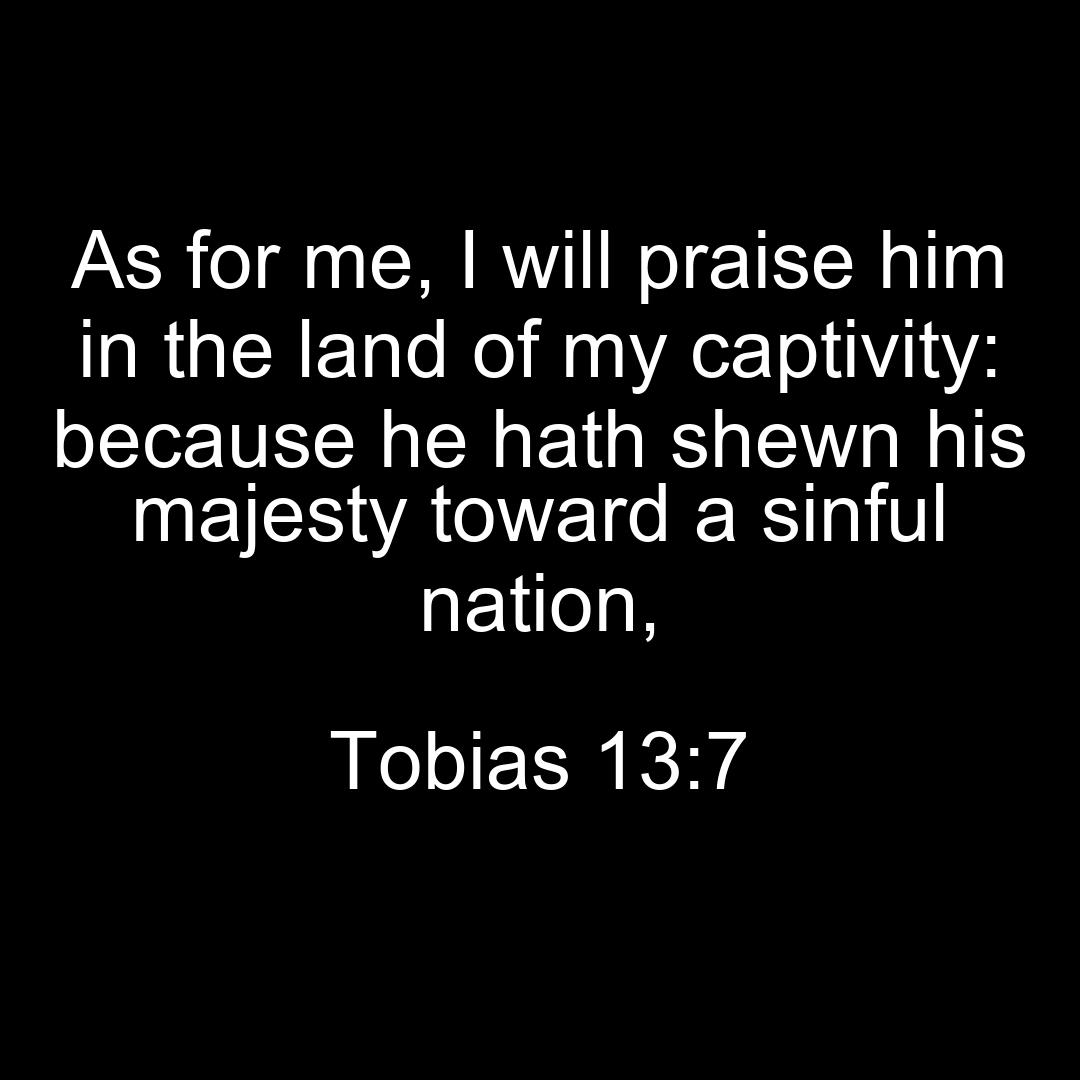 As for me, I will praise him
in the land of my captivity:
because he hath shewn his
majesty toward a sinful
nation,
Tobias 13:7